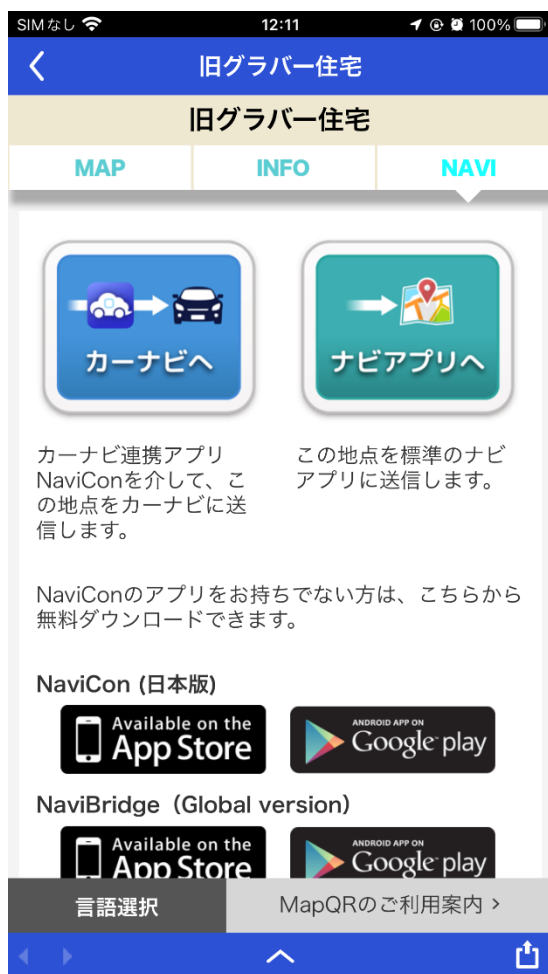 SIMなし 12:11 100%
旧グラバー住宅
旧グラバー住宅
MAP INFO NAVI
カーナビへ
ナビアプリへ
カーナビ連携アプリ
NaviConを介して、こ
の地点をカーナビに送
信します。
この地点を標準のナビ
アプリに送信します。
NaviConのアプリをお持ちでない方は、こちらから
無料ダウンロードできます。
NaviCon (日本版)
Available on the
App Store
ANDROID APP ON
Google play
NaviBridge（Global version）
Available on the
App Store
ANDROID APP ON
Google play
言語選択
MapQRのご利用案内 >